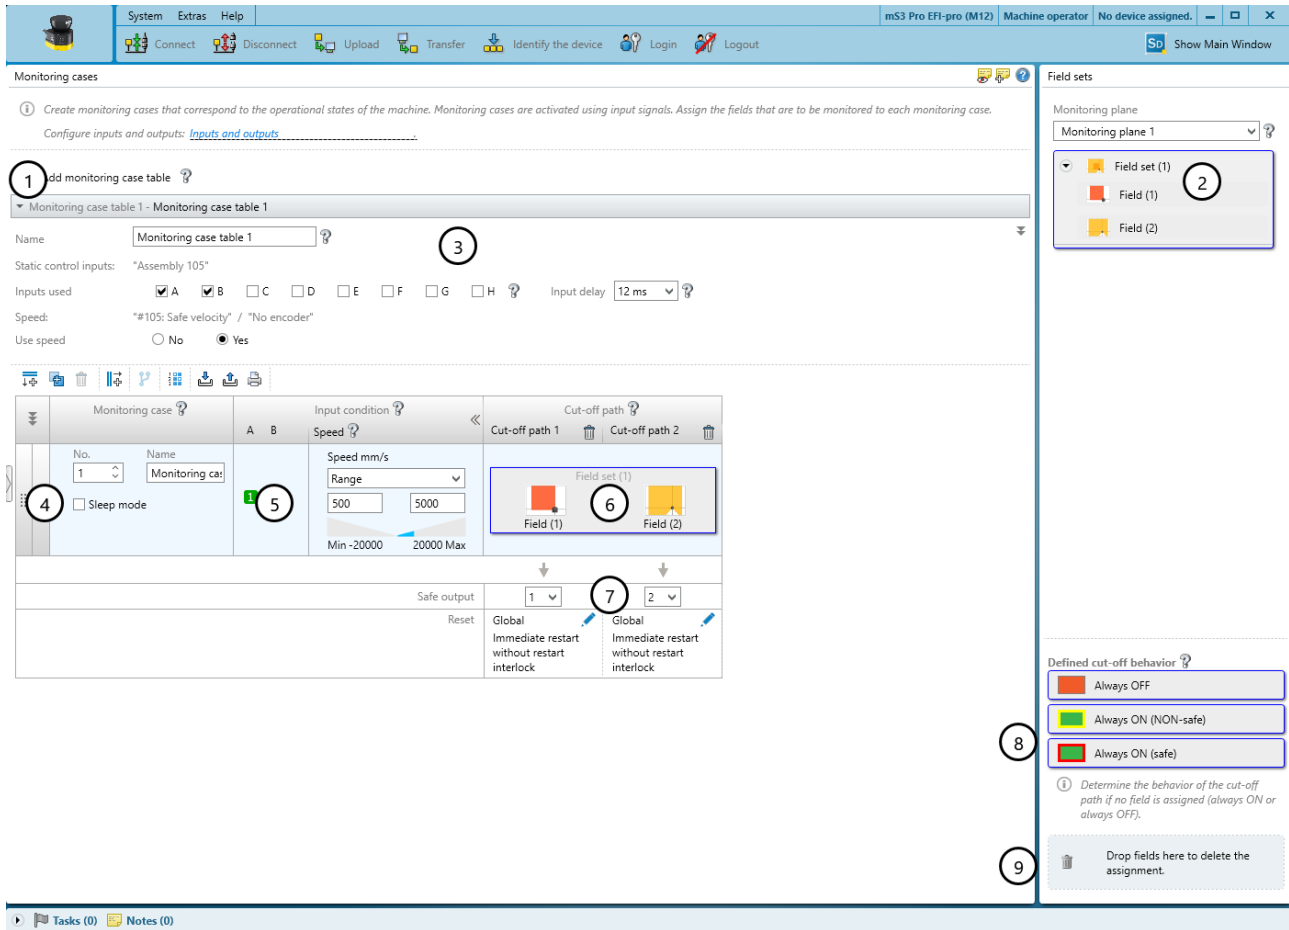 System Extras Help
mS3 Pro EFI-pro (M12) Machine operator No device assigned.
Connect Disconnect Upload Transfer Identify the device Login Logout
SD Show Main Window
Monitoring cases
Create monitoring cases that correspond to the operational states of the machine. Monitoring cases are activated using input signals. Assign the fields that are to be monitored to each monitoring case.
Configure inputs and outputs: Inputs and outputs .
1
dd monitoring case table
Monitoring case table 1 - Monitoring case table 1
Name Monitoring case table 1
3
Static control inputs: "Assembly 105"
Inputs used A B C D E F G H Input delay 12 ms
Speed: "#105: Safe velocity" / "No encoder"
Use speed No Yes
Monitoring case Input condition Cut-off path
A B Speed Cut-off path 1 Cut-off path 2
No. Name
1 Monitoring cas
Sleep mode
4
1
5
Speed mm/s
Range
500 5000
Min -20000 20000 Max
Field set (1)
6
Field (1) Field (2)
Safe output 1 2
7
Reset Global Global
Immediate restart Immediate restart
without restart without restart
interlock interlock
Field sets
Monitoring plane
Monitoring plane 1
Field set (1)
2
Field (1)
Field (2)
Defined cut-off behavior
Always OFF
Always ON (NON-safe)
8
Always ON (safe)
Determine the behavior of the cut-off
path if no field is assigned (always ON or
always OFF).
9
Drop fields here to delete the
assignment.
Tasks (0) Notes (0)